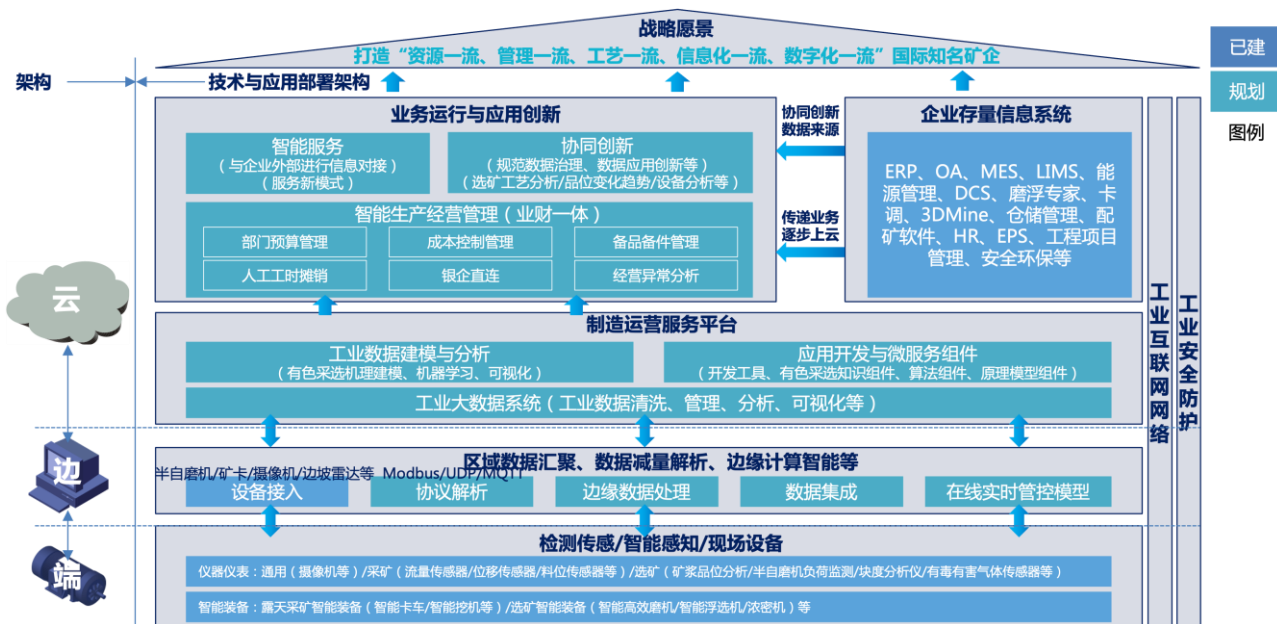 战略愿景
打造“资源一流、管理一流、工艺一流、信息化一流、数字化一流”国际知名矿企
已建
规划
图例
架构
技术与应用部署架构
业务运行与应用创新
智能服务
（与企业外部进行信息对接）
（服务新模式）
协同创新
（规范数据治理、数据应用创新等）
（选矿工艺分析/品位变化趋势/设备分析等）
智能生产经营管理（业财一体）
部门预算管理
成本控制管理
备品备件管理
人工工时摊销
银企直连
经营异常分析
协同创新
数据来源
传递业务
逐步上云
企业存量信息系统
ERP、OA、MES、LIMS、能
源管理、DCS、磨浮专家、卡
调、3DMine、仓储管理、配
矿软件、HR、EPS、工程项目
管理、安全环保等
工业互联网网络
工业安全防护
云
制造运营服务平台
工业数据建模与分析
（有色采选机理建模、机器学习、可视化）
应用开发与微服务组件
（开发工具、有色采选知识组件、算法组件、原理模型组件）
工业大数据系统（工业数据清洗、管理、分析、可视化等）
边
区域数据汇聚、数据减量解析、边缘计算智能等
半自磨机/矿卡/摄像机/边坡雷达等 Modbus/UDP/MQTT
设备接入
协议解析
边缘数据处理
数据集成
在线实时管控模型
端
检测传感/智能感知/现场设备
仪器仪表：通用（摄像机等）/采矿（流量传感器/位移传感器/料位传感器等）/选矿（矿浆品位分析/半自磨机负荷监测/块度分析仪/有毒有害气体传感器等）
智能装备：露天采矿智能装备（智能卡车/智能挖机等）/选矿智能装备（智能高效磨机/智能浮选机/浓密机）等